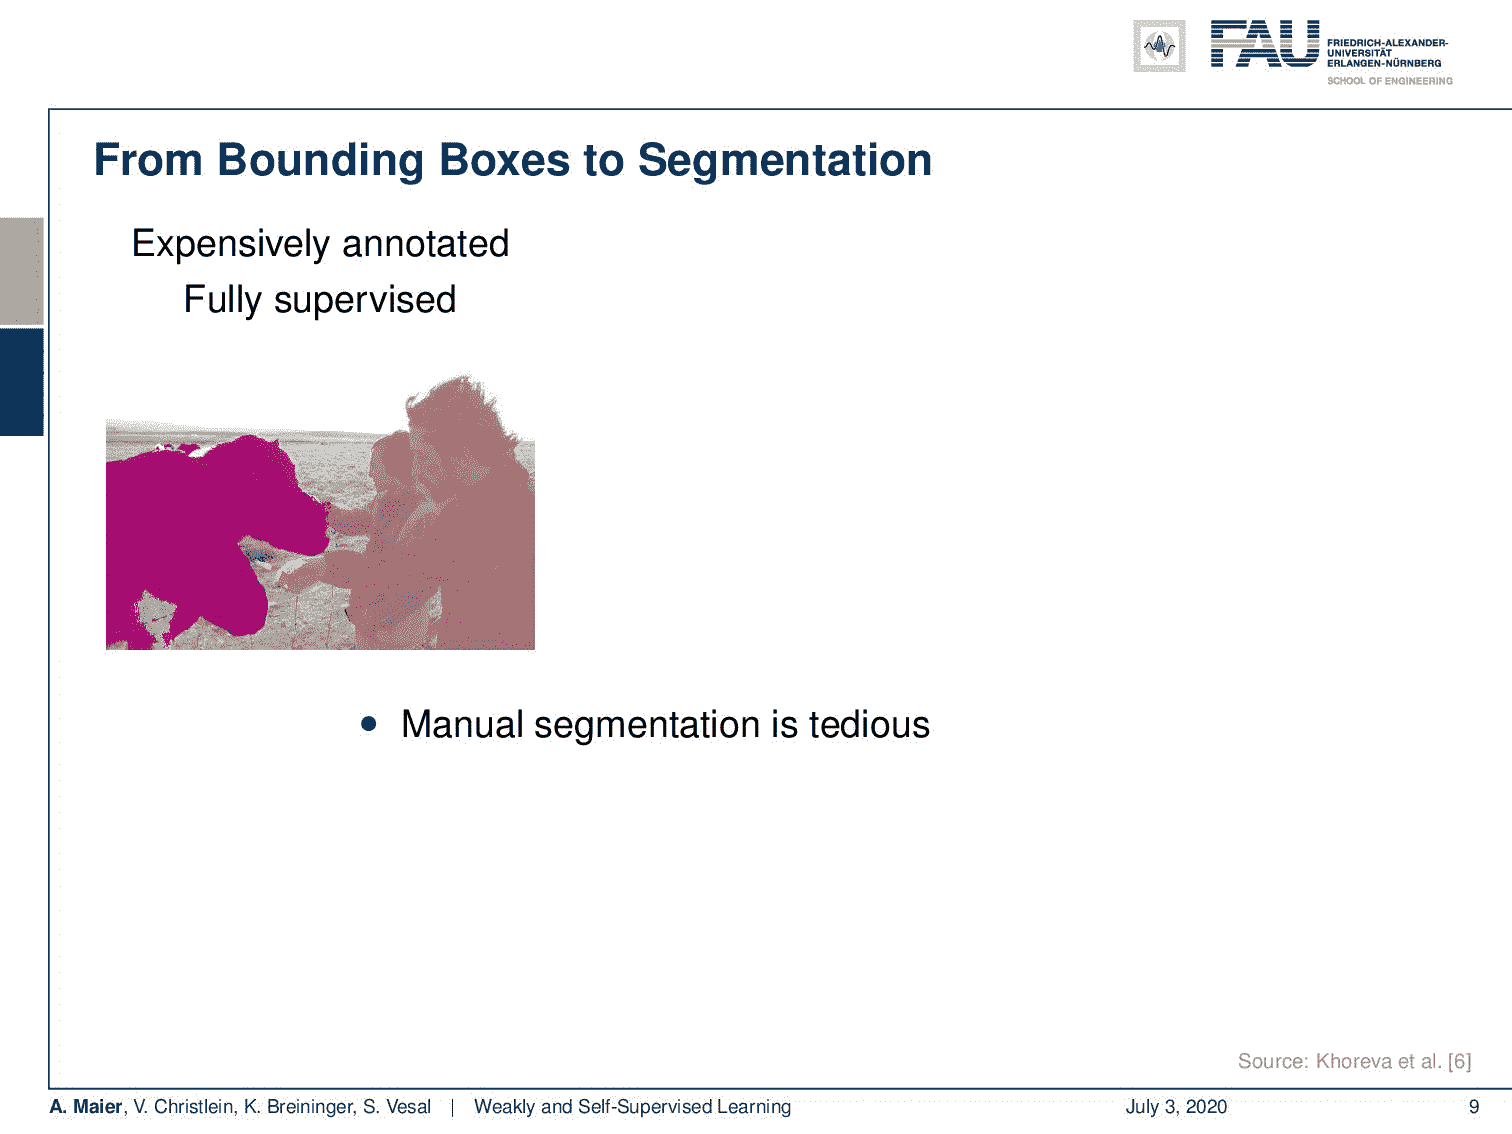 FAU
FRIEDRICH-ALEXANDER-
UNIVERSITÄT
ERLANGEN-NÜRNBERG
SCHOOL OF ENGINEERING
From Bounding Boxes to Segmentation
Expensively annotated
Fully supervised
• Manual segmentation is tedious
Source: Khoreva et al. [6]
A. Maier, V. Christlein, K. Breininger, S. Vesal | Weakly and Self-Supervised Learning July 3, 2020 9